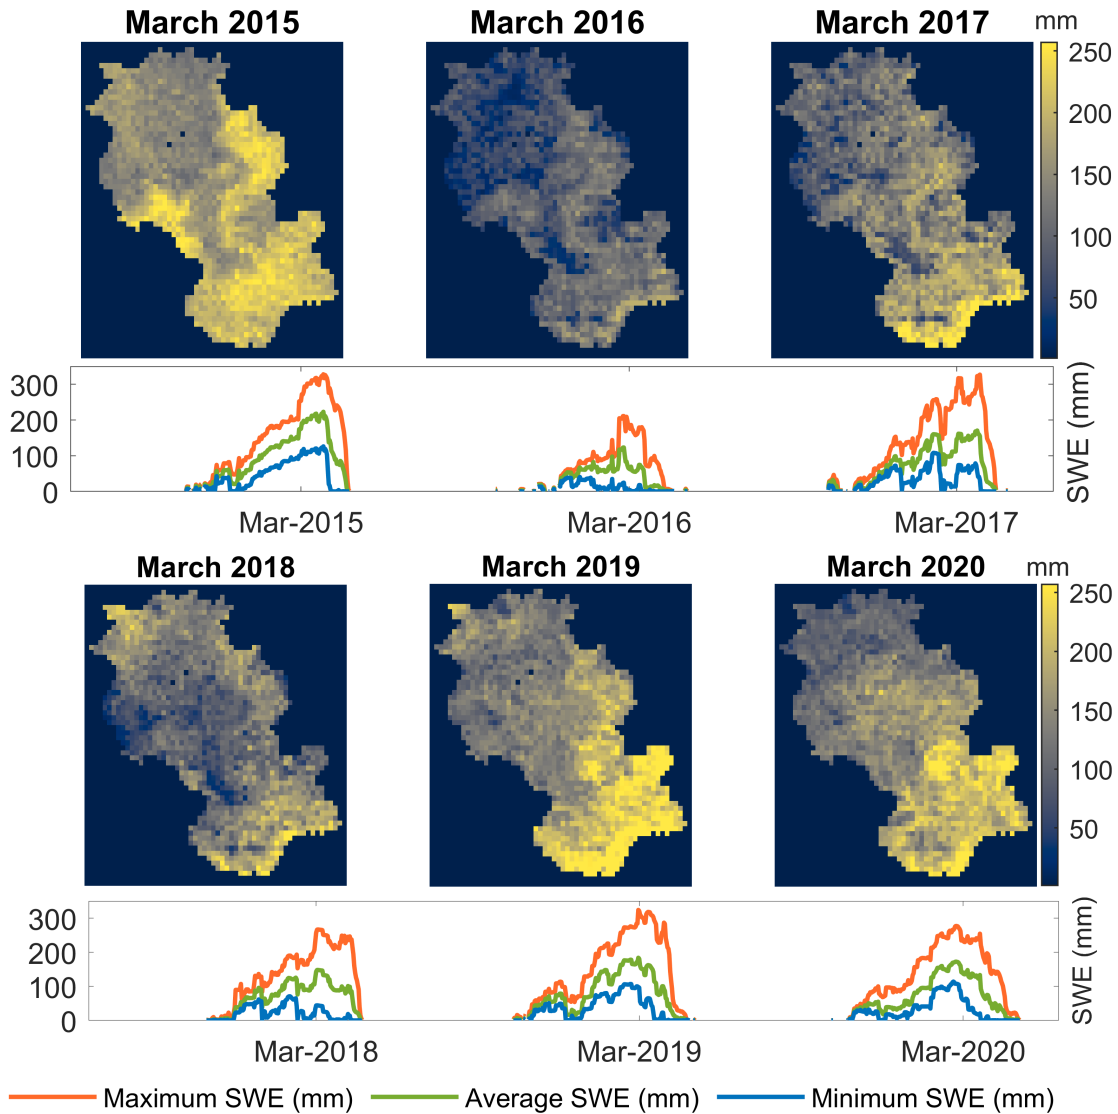 March 2015
March 2016
March 2017
mm
250
200
150
100
50
300
200
100
0
SWE (mm)
Mar-2015
Mar-2016
Mar-2017
March 2018
March 2019
March 2020
mm
250
200
150
100
50
300
200
100
0
SWE (mm)
Mar-2018
Mar-2019
Mar-2020
Maximum SWE (mm)
Average SWE (mm)
Minimum SWE (mm)